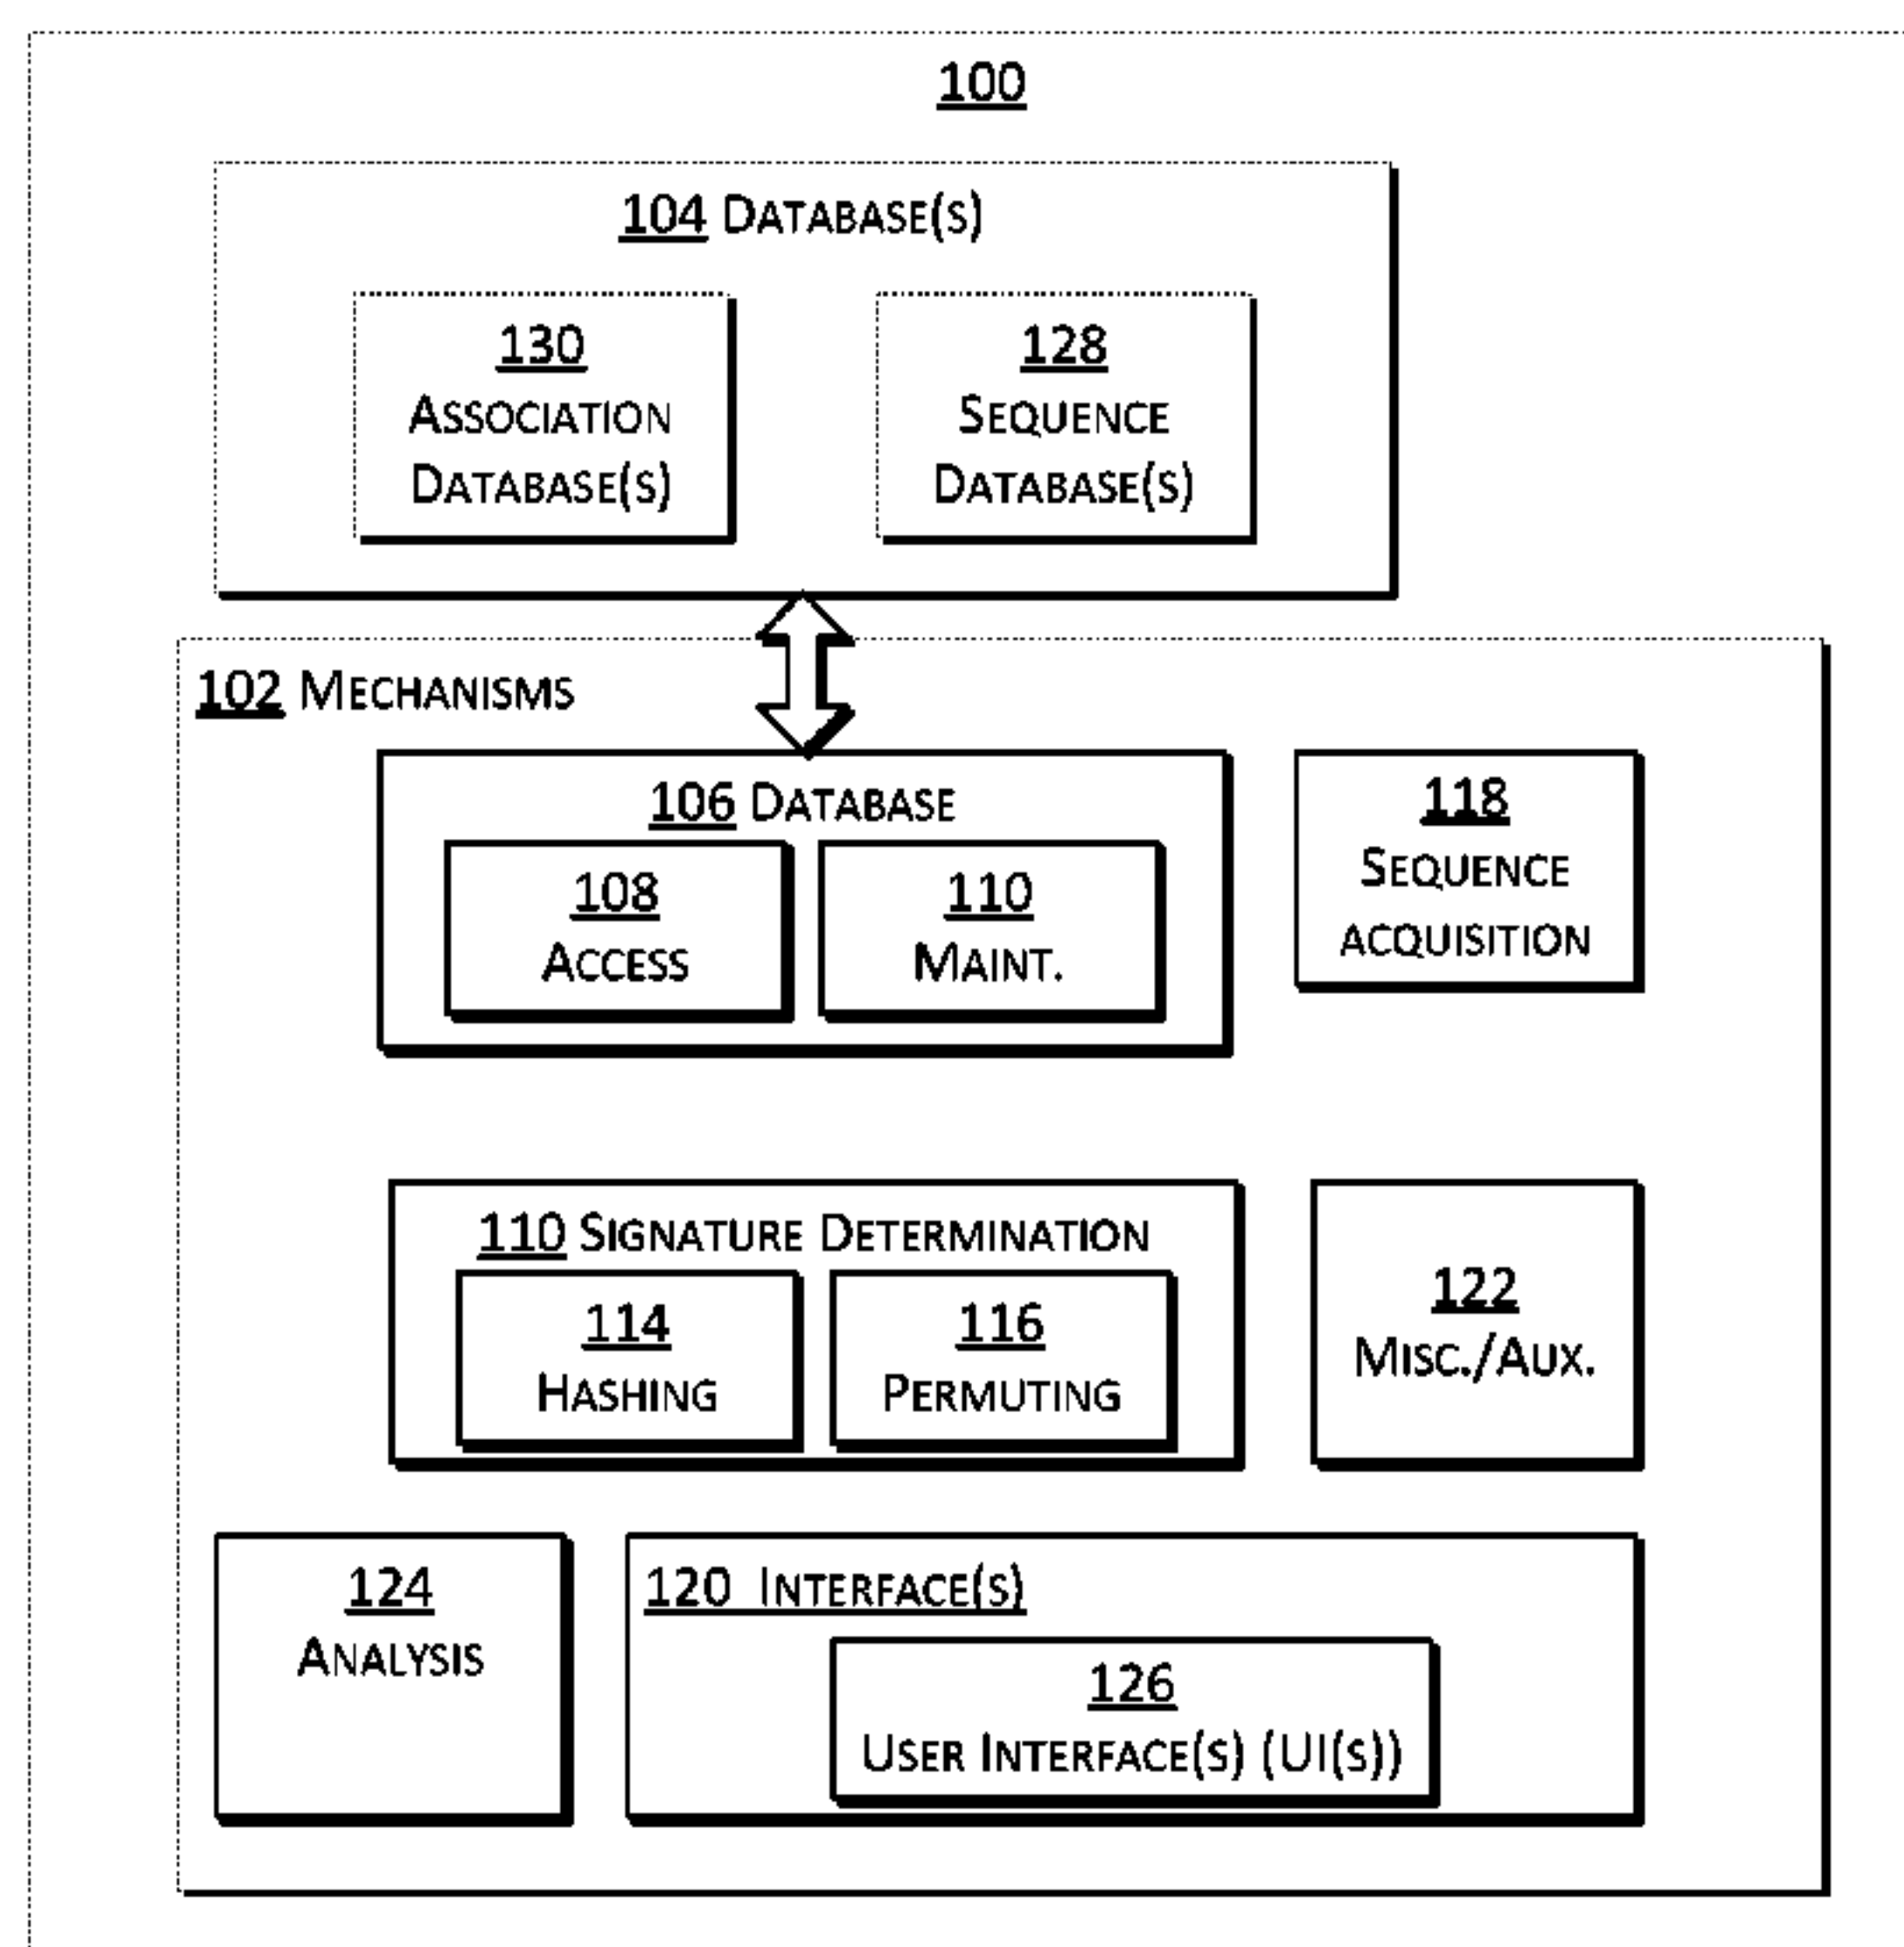 100
104 DATABASE(S)
130
ASSOCIATION
DATABASE(S)
128
SEQUENCE
DATABASE(S)
102 MECHANISMS
106 DATABASE
108
ACCESS
110
MAINT.
118
SEQUENCE
ACQUISITION
110 SIGNATURE DETERMINATION
114
HASHING
116
PERMUTING
122
MISC./AUX.
124
ANALYSIS
120 INTERFACE(S)
126
USER INTERFACE(S) (UI(S))